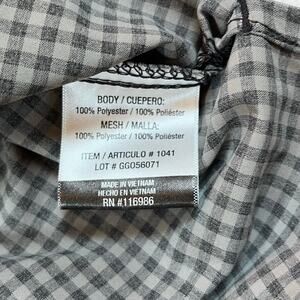 BODY / CUEPERO:
100% Polyester / 100% Poliéster
MESH / MALLA:
100% Polyester / 100% Poliéster
ITEM / ARTICULO # 1041
LOT # GG056071
MADE IN VIETNAM
HECHO EN VIETNAM
RN #116986